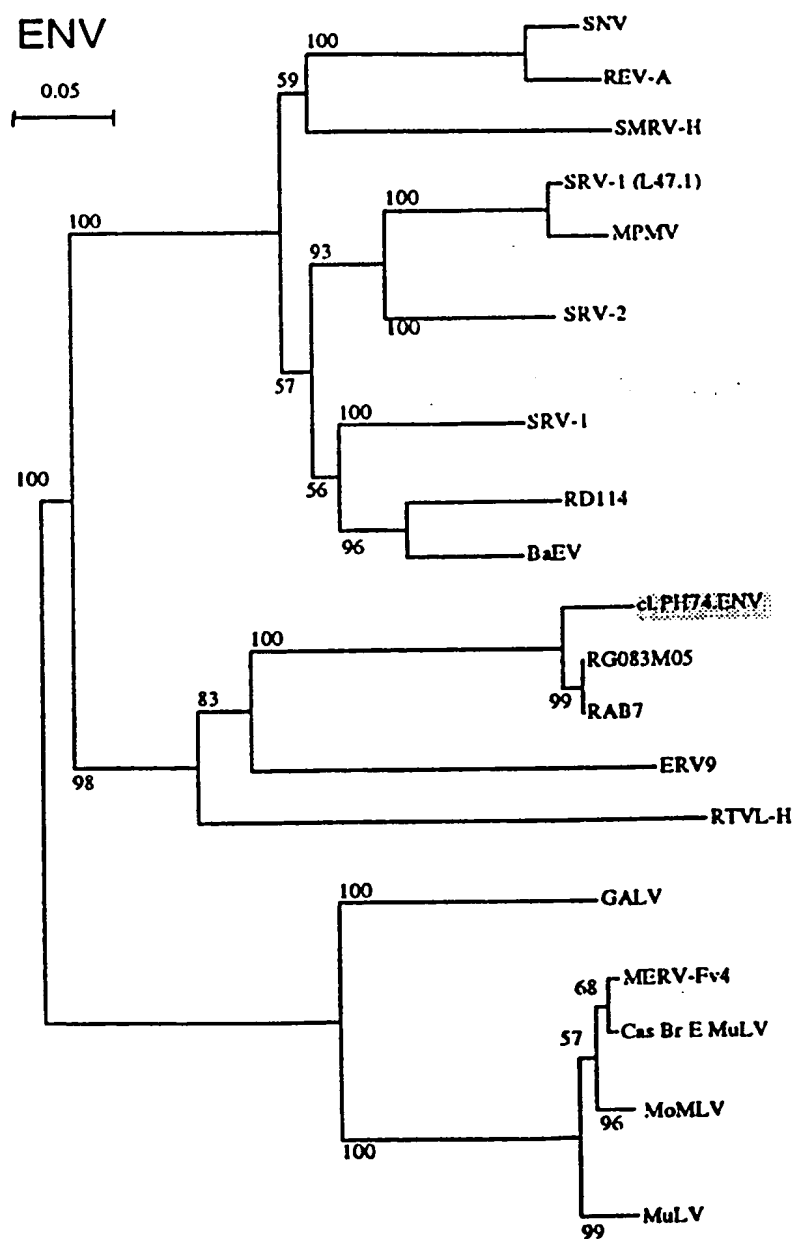 ENV
0.05
SNV
100
REV-A
59
SMRV-H
SRV-1 (L47.1)
100
MPMV
100
93
SRV-2
100
57
100
SRV-1
100
56
RD114
96
BaEV
cLPH74.ENV
100
RG083M05
99
RAB7
83
ERV9
98
RTVL-H
100
GALV
MERV-Fv4
68
Cas Br E MuLV
57
MoMLV
96
100
MuLV
99